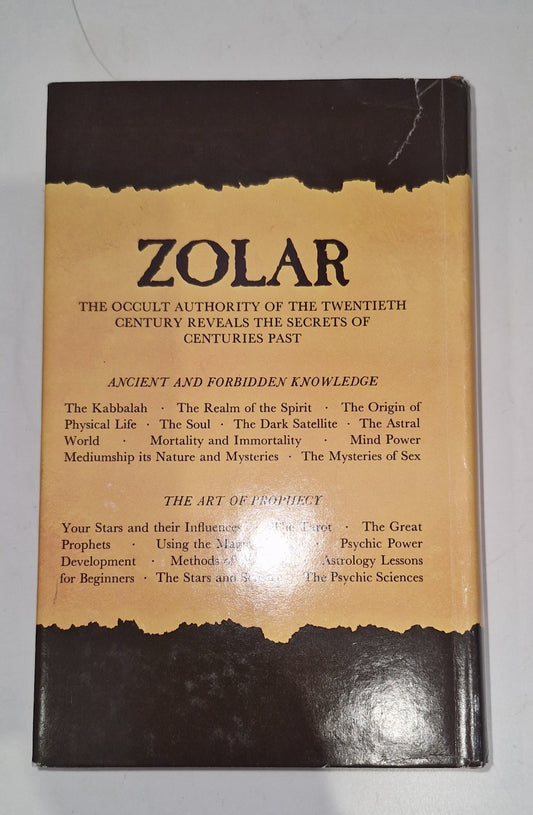 ZOLAR
THE OCCULT AUTHORITY OF THE TWENTIETH
CENTURY REVEALS THE SECRETS OF
CENTURIES PAST
ANCIENT AND FORBIDDEN KNOWLEDGE
The Kabbalah · The Realm of the Spirit · The Origin of
Physical Life · The Soul · The Dark Satellite · The Astral
World · Mortality and Immortality · Mind Power
Mediumship its Nature and Mysteries · The Mysteries of Sex
THE ART OF PROPHECY
Your Stars and their Influences The Tarot · The Great
Prophets · Using the Psychic Power
Development · Methods of Astrology Lessons
for Beginners · The Stars and The Psychic Sciences